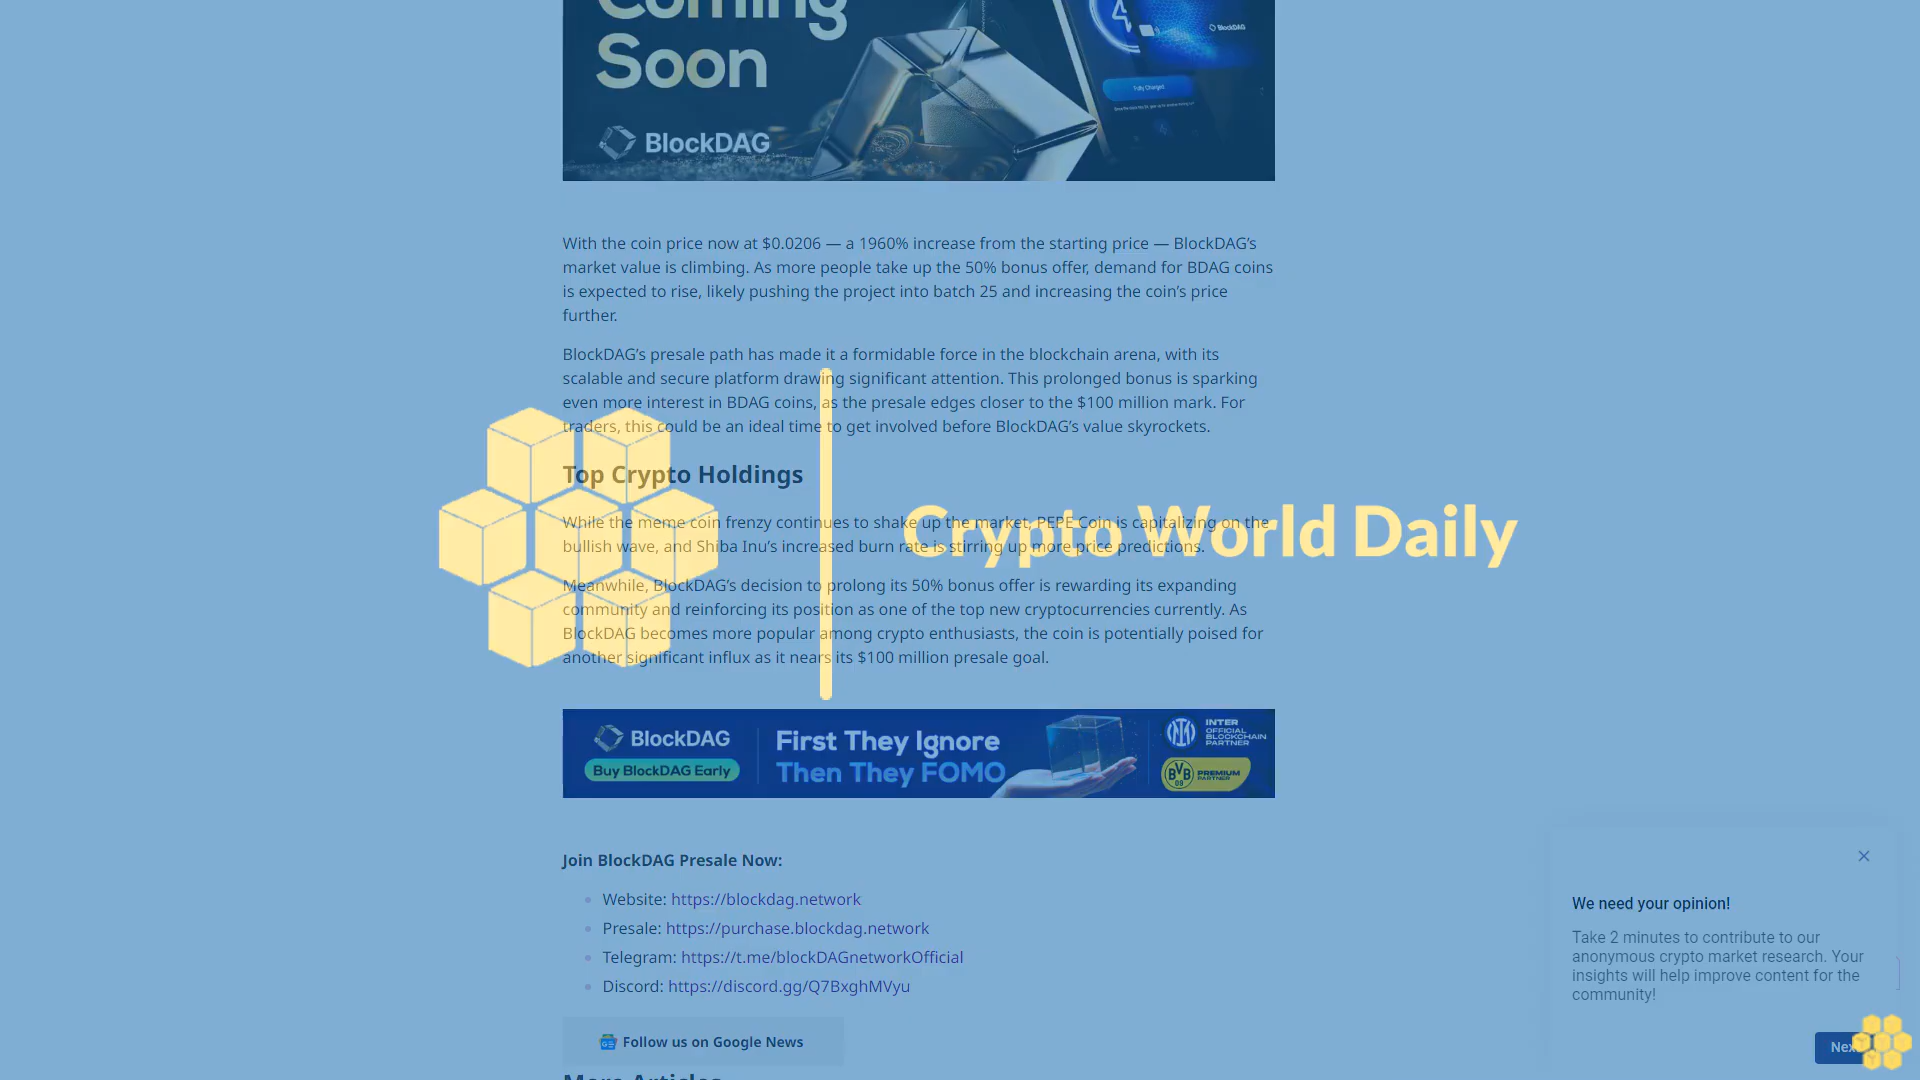 Coming
Soon
BlockDAG
BlockDAG
Fully Charged
With the coin price now at $0.0206 — a 1960% increase from the starting price — BlockDAG’s
market value is climbing. As more people take up the 50% bonus offer, demand for BDAG coins
is expected to rise, likely pushing the project into batch 25 and increasing the coin’s price
further.
BlockDAG’s presale path has made it a formidable force in the blockchain arena, with its
scalable and secure platform drawing significant attention. This prolonged bonus is sparking
even more interest in BDAG coins, as the presale edges closer to the $100 million mark. For
traders, this could be an ideal time to get involved before BlockDAG’s value skyrockets.
Top Crypto Holdings
While the meme coin frenzy continues to shake up the market, PEPE Coin is capitalizing on the
bullish wave, and Shiba Inu’s increased burn rate is stirring up more price predictions.
Crypto World Daily
Meanwhile, BlockDAG’s decision to prolong its 50% bonus offer is rewarding its expanding
community and reinforcing its position as one of the top new cryptocurrencies currently. As
BlockDAG becomes more popular among crypto enthusiasts, the coin is potentially poised for
another significant influx as it nears its $100 million presale goal.
BlockDAG
Buy BlockDAG Early
First They Ignore
Then They FOMO
INTER
OFFICIAL
BLOCKCHAIN
PARTNER
BVB
09
PREMIUM
PARTNER
Join BlockDAG Presale Now:
Website: https://blockdag.network
Presale: https://purchase.blockdag.network
Telegram: https://t.me/blockDAGnetworkOfficial
Discord: https://discord.gg/Q7BxghMVyu
Follow us on Google News
More Articles
We need your opinion!
Take 2 minutes to contribute to our
anonymous crypto market research. Your
insights will help improve content for the
community!